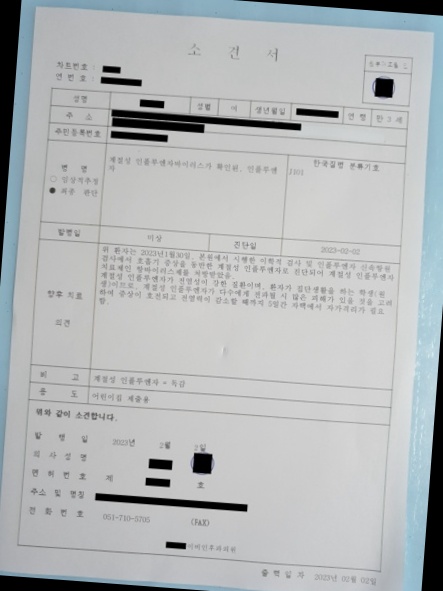 소 견 서
차트번호 :
연 번 호 :
성명 성별 여 생년월일 연 령 만 3 세
주 소
주민등록번호
병 명 계절성 인플루엔자바이러스가 확인된, 인플루엔자 한국질병 분류기호
○ 임상적추정
● 최종 판단
J101
발병일 미상 진단일 2023-02-02
향후 치료 의견
위 환자는 2023년1월30일, 본원에서 시행한 이학적 검사 및 인플루엔자 신속항원
검사에서 호흡기 증상을 동반한 계절성 인플루엔자로 진단되어 계절성 인플루엔자
치료제인 항바이러스제를 처방받았음.
계절성 인플루엔자가 전염성이 강한 질환이며, 환자가 집단생활을 하는 학생(원
생)이므로, 계절성 인플루엔자가 다수에게 전파될 시 많은 피해가 있을 것을 고려
하여 증상이 호전되고 전염력이 감소할 때까지 5일간 자택에서 자가격리가 필요
함.
비 고 계절성 인플루엔자 - 독감
용 도 어린이집 제출용
위와 같이 소견합니다.
발 행 일 2023년 2월 2일
의 사 성 명
면 허 번 호 제 호
주소 및 명칭
전 화 번 호 051-710-5705 (FAX)
이비인후과의원
출 력 일 자 2023년 02월 02일